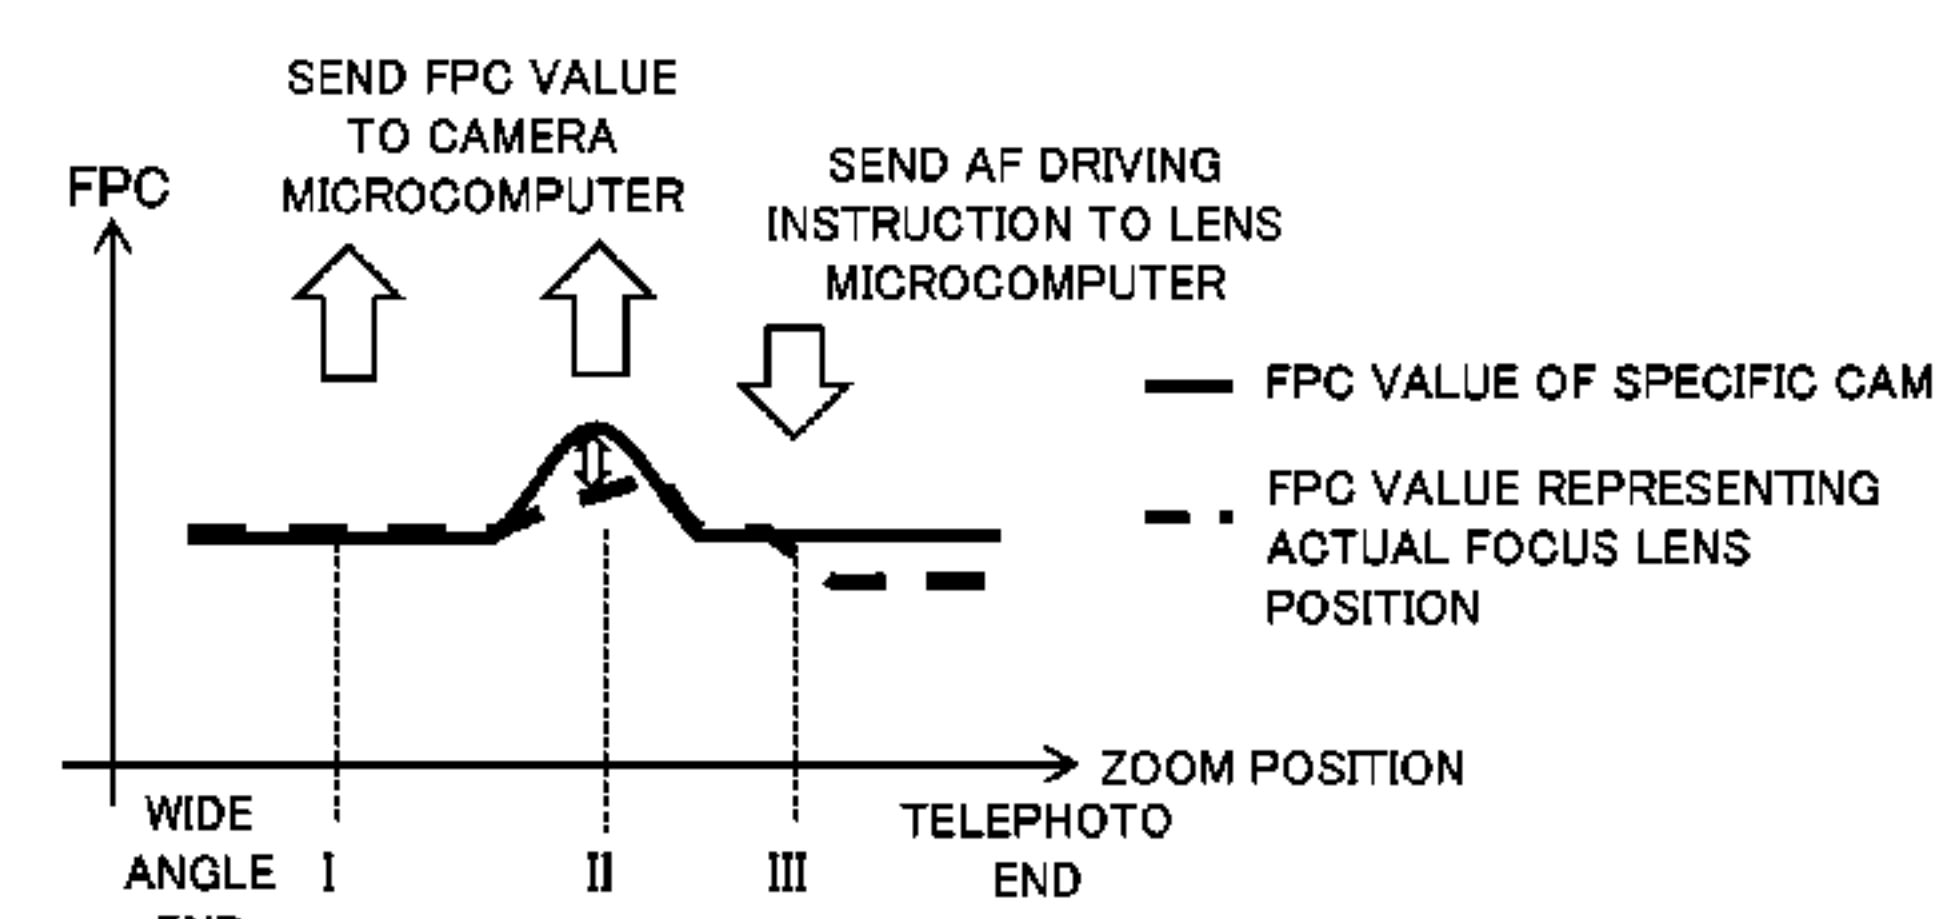 SEND FPC VALUE
TO CAMERA
MICROCOMPUTER
SEND AF DRIVING
INSTRUCTION TO LENS
MICROCOMPUTER
FPC
FPC VALUE OF SPECIFIC CAM
FPC VALUE REPRESENTING
ACTUAL FOCUS LENS
POSITION
ZOOM POSITION
WIDE
ANGLE
I
II
III
TELEPHOTO
END